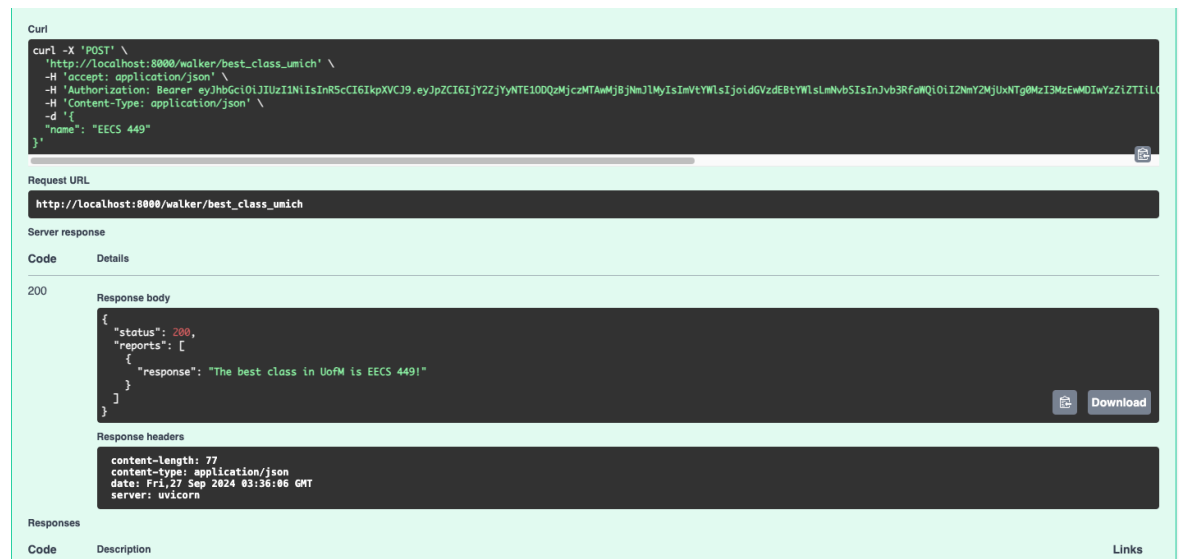 Curl
curl -X 'POST' \
'http://localhost:8000/walker/best_class_umich' \
-H 'accept: application/json' \
-H 'Authorization: Bearer eyJhbGciOiJIUzI1NiIsInR5cCI6IkpXVCJ9.eyJpZCI6IjY2ZjYyNTE1ODQzMjczMTAwMjBjNmJlMyIsImVtYWlsIjoidGVzdEBtYWlsLmNvbSIsInJvb3RfaWQiOiI2NmY2MjUxNTg0MzI3MzEwMDIwYzZiZTIiLC
-H 'Content-Type: application/json' \
-d '{
"name": "EECS 449"
}'
Request URL
http://localhost:8000/walker/best_class_umich
Server response
Code Details
200
Response body
{
"status": 200,
"reports": [
{
"response": "The best class in UofM is EECS 449!"
}
]
}
Download
Response headers
content-length: 77
content-type: application/json
date: Fri,27 Sep 2024 03:36:06 GMT
server: uvicorn
Responses
Code Description Links